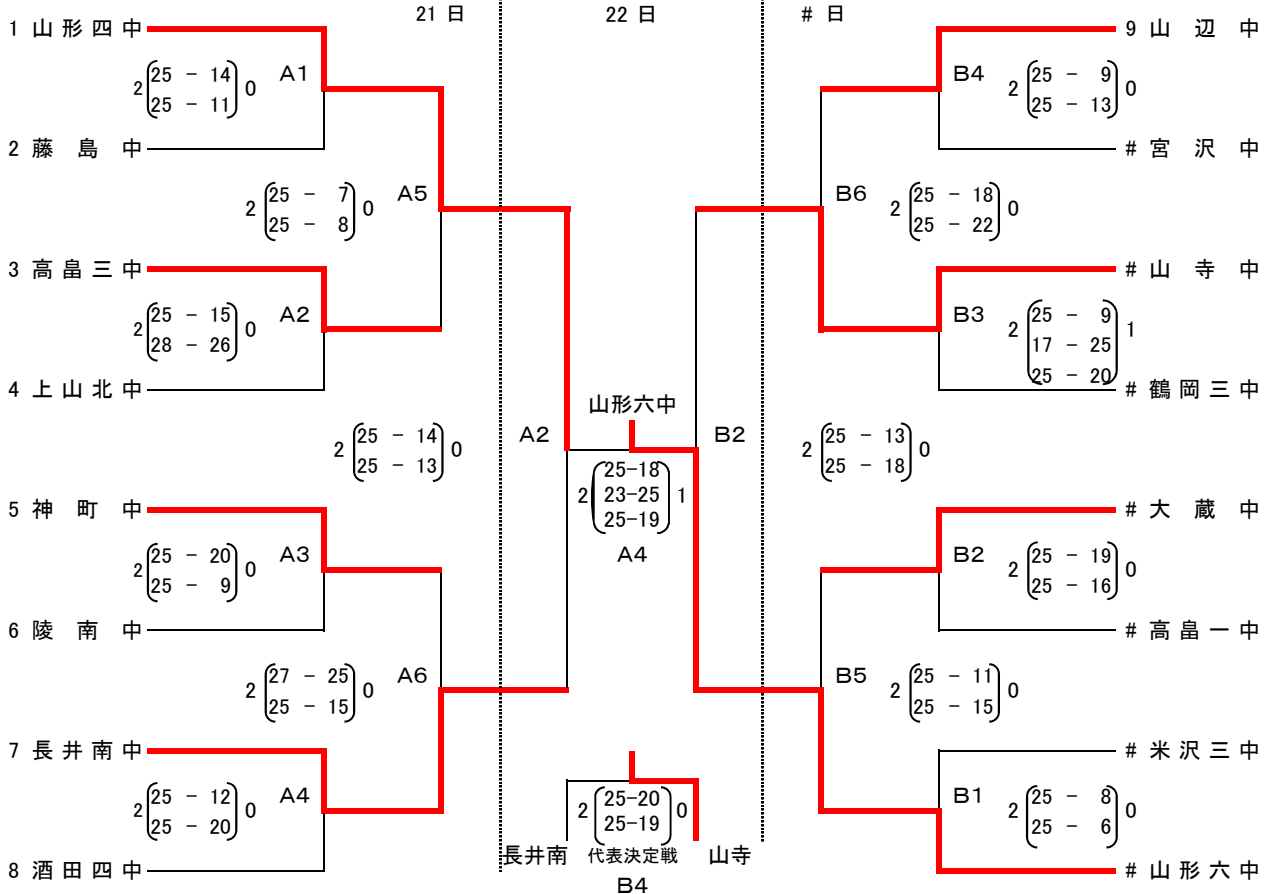 21 日 22 日 # 日
1 山 形 四 中
2 ( 25 - 14 25 - 11 ) 0 A1
2 藤 島 中
2 ( 25 - 7 25 - 8 ) 0 A5
3 高 畠 三 中
2 ( 25 - 15 28 - 26 ) 0 A2
4 上 山 北 中
2 ( 25 - 14 25 - 13 ) 0 A2
5 神 町 中
2 ( 25 - 20 25 - 9 ) 0 A3
6 陵 南 中
2 ( 27 - 25 25 - 15 ) 0 A6
7 長 井 南 中
2 ( 25 - 12 25 - 20 ) 0 A4
8 酒 田 四 中
山形六中
2 ( 25-18 23-25 25-19 ) 1
A4
2 ( 25-20 25-19 ) 0
長井南 代表決定戦 山寺
B4
9 山 辺 中
B4 2 ( 25 - 9 25 - 13 ) 0
# 宮 沢 中
B6 2 ( 25 - 18 25 - 22 ) 0
# 山 寺 中
B3 2 ( 25 - 9 17 - 25 25 - 20 ) 1
# 鶴 岡 三 中
B2 2 ( 25 - 13 25 - 18 ) 0
# 大 蔵 中
B2 2 ( 25 - 19 25 - 16 ) 0
# 高 畠 一 中
B5 2 ( 25 - 11 25 - 15 ) 0
# 米 沢 三 中
B1 2 ( 25 - 8 25 - 6 ) 0
# 山 形 六 中